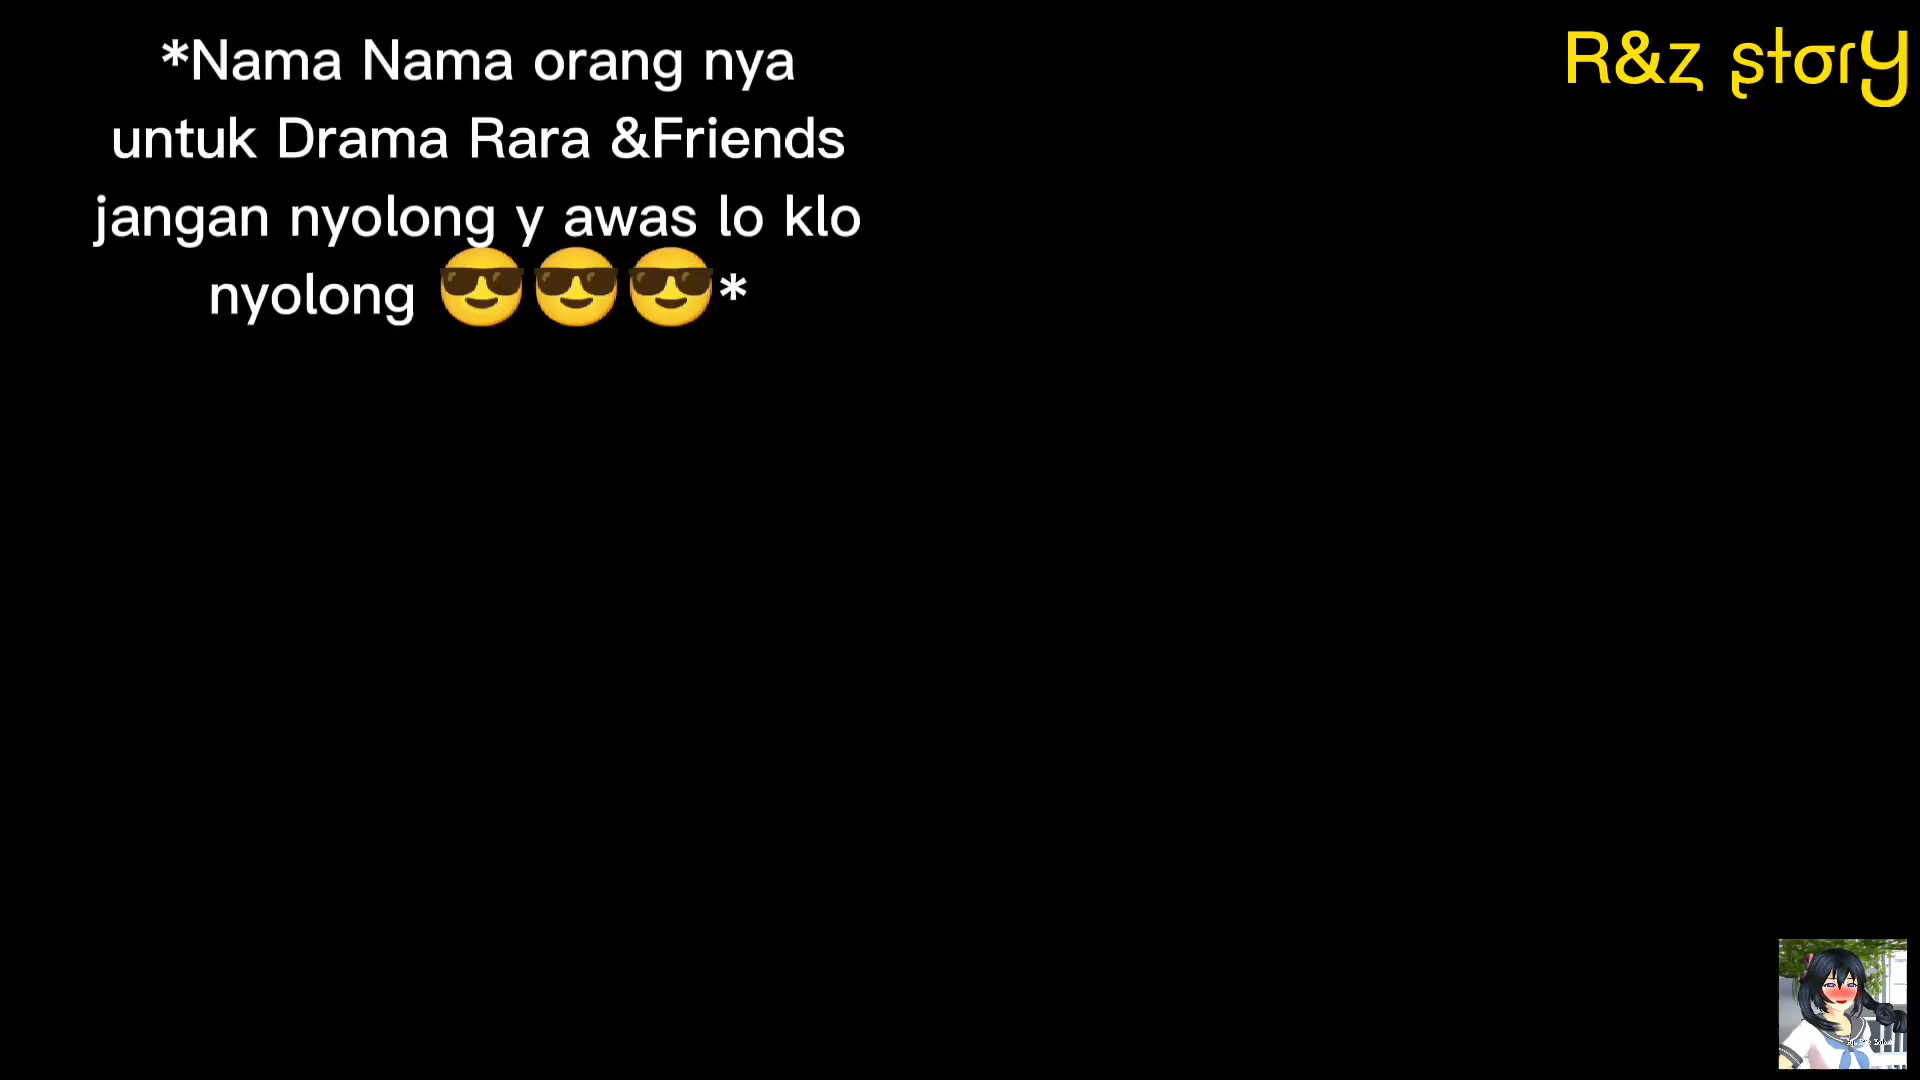 *Nama Nama orang nya
untuk Drama Rara &Friends
jangan nyolong y awas lo klo
nyolong 😎😎😎*
R&z story